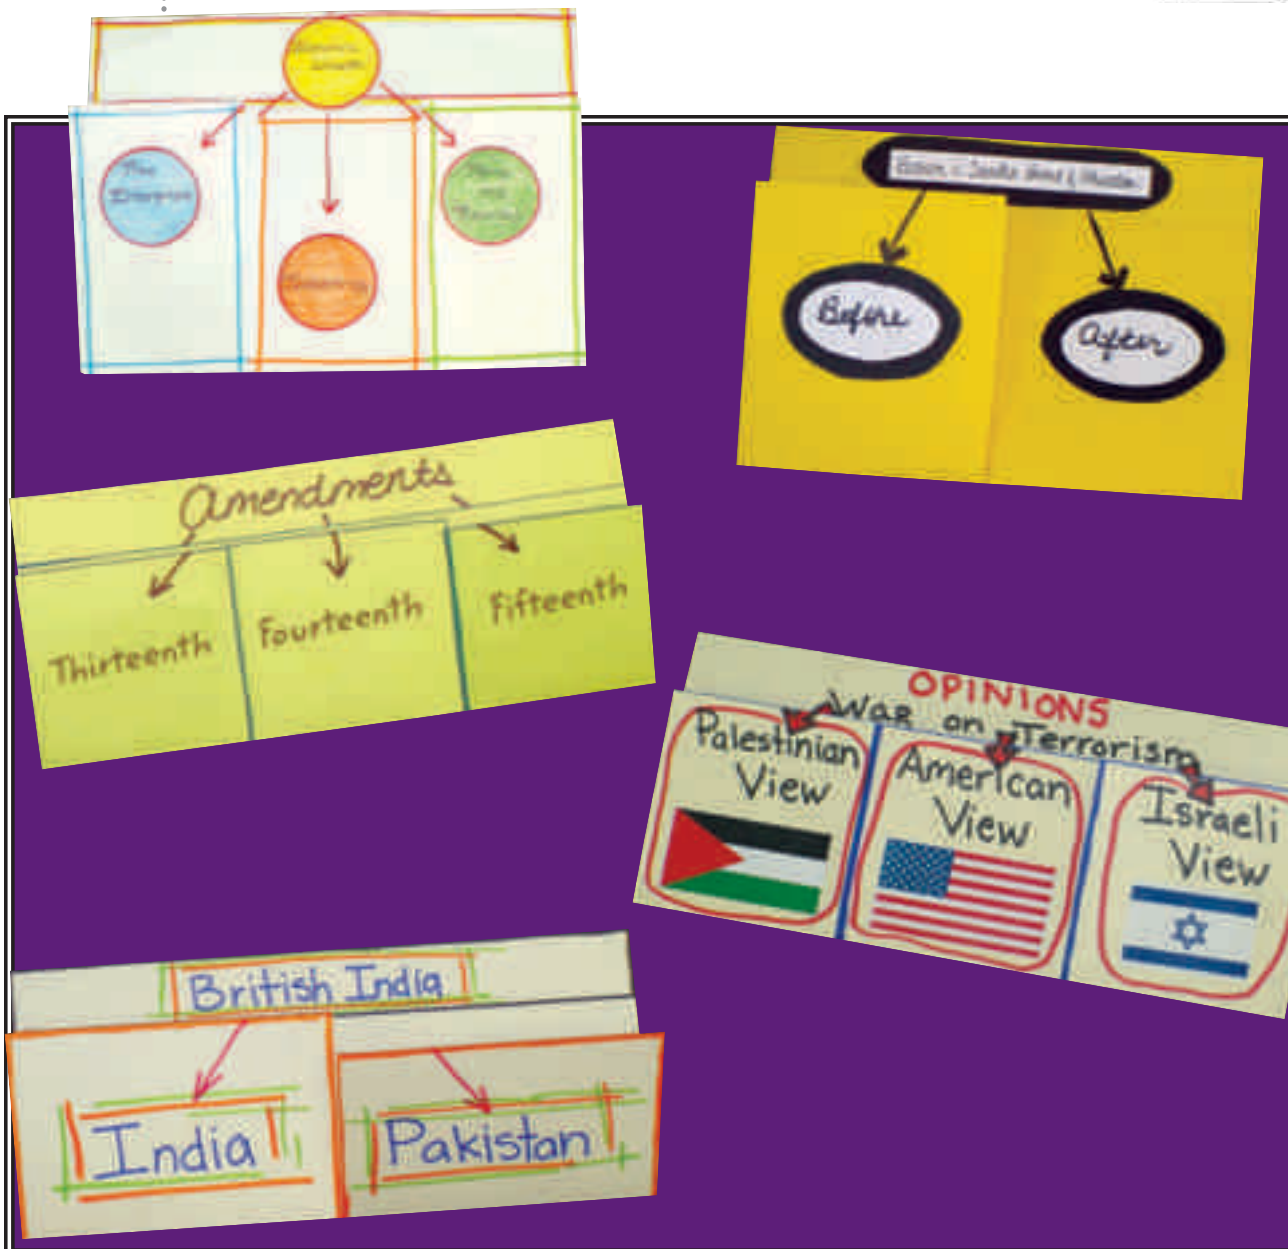 The
Before
After
Amendments
Thirteenth
Fourteenth
Fifteenth
OPINIONS
War on Terrorism
Palestinian
View
American
View
Israeli
View
British India
India
Pakistan